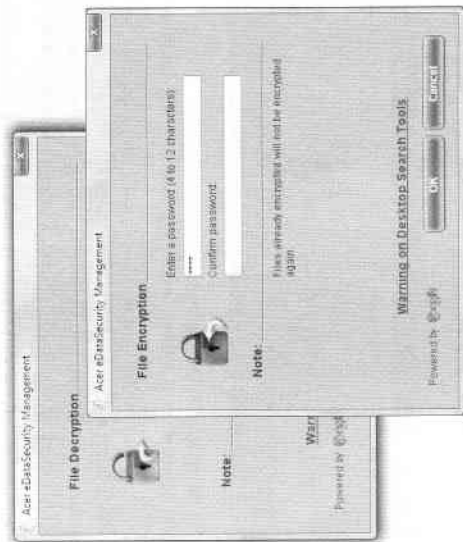 Acer eDataSecurity Management
X
File Decryption
Note:
Warn
Powered by
Acer eDataSecurity Management
X
File Encryption
Enter a password (4 to 12 characters):
****
Confirm password:
Note:
Files already encrypted will not be encrypted
again
Warning on Desktop Search Tools
Powered by
OK
Cancel